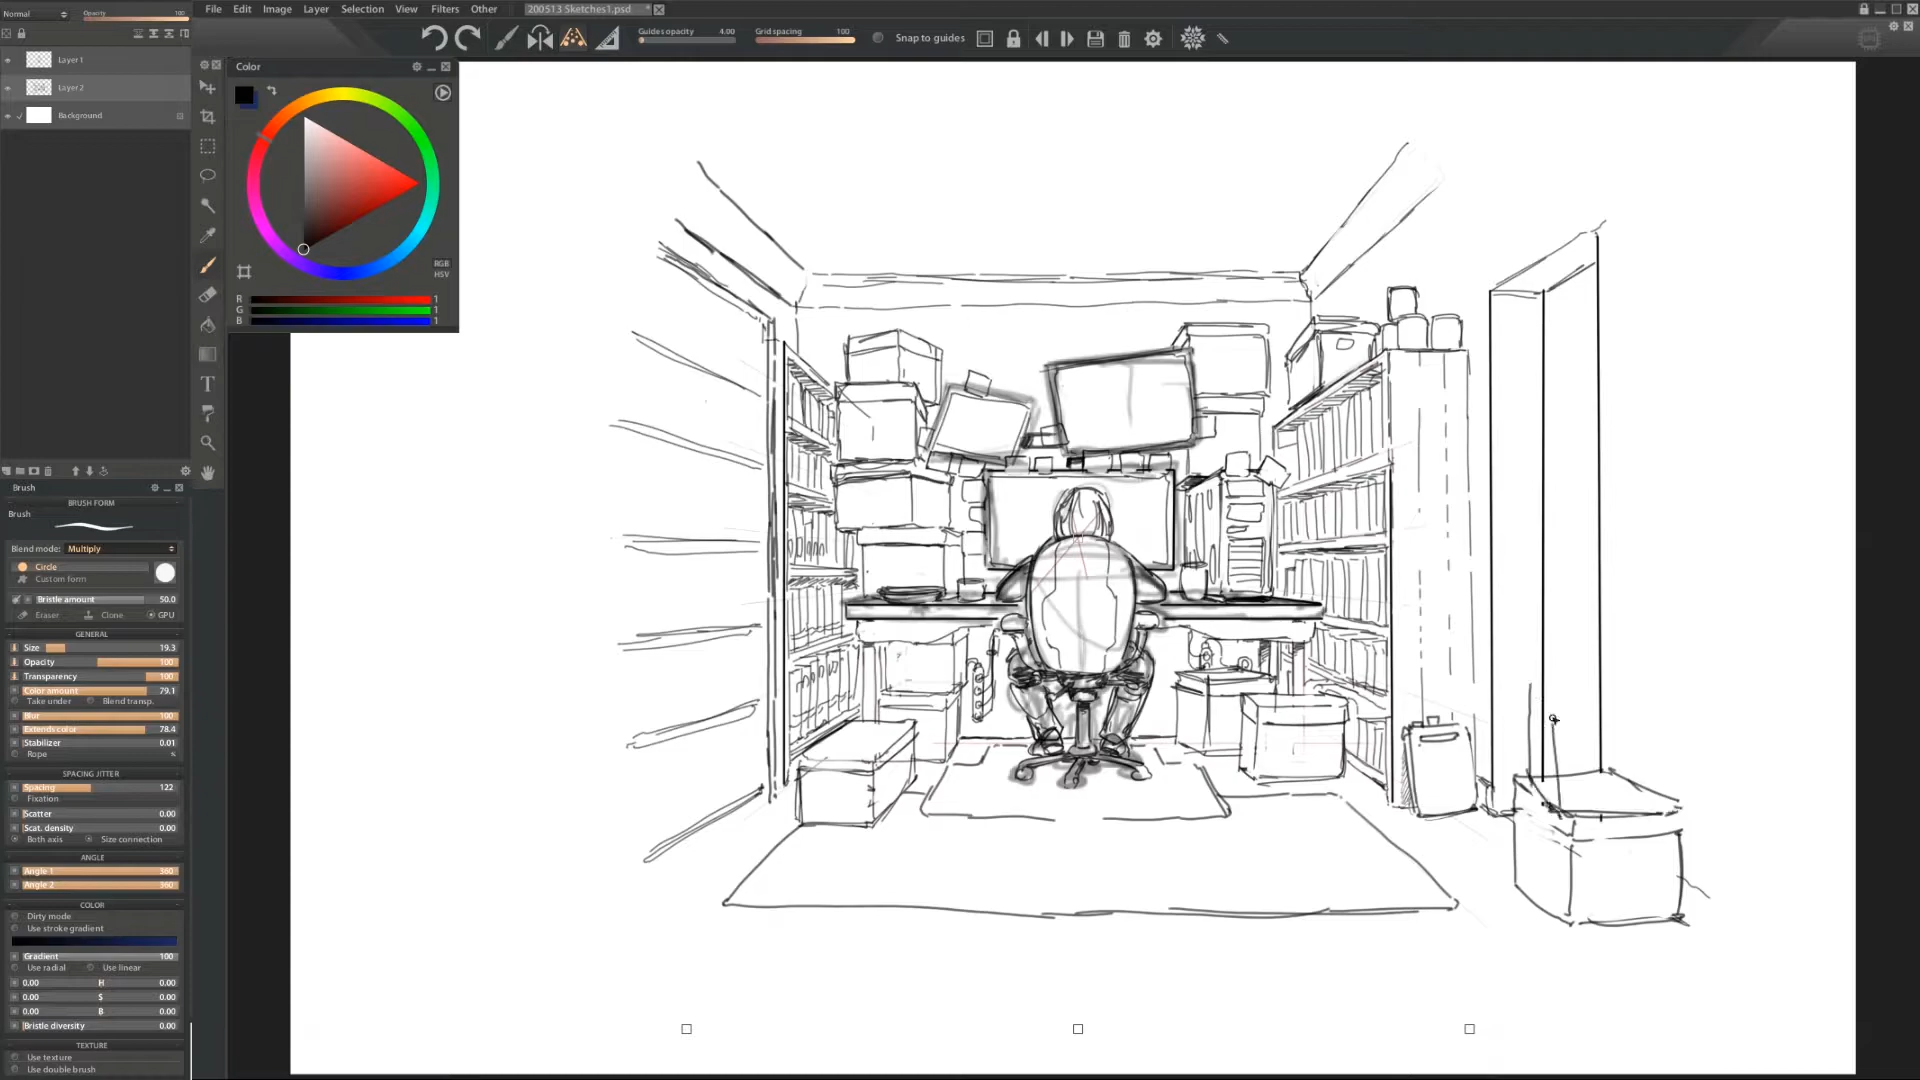 Normal
Opacity 100
File Edit Image Layer Selection View Filters Other
200513 Sketches1.psd *
Guides opacity 4.00
Grid spacing 100
Snap to guides
Layer 1
Layer 2
Background
Color
RGB
HSV
R 1
G 1
B 1
T
Brush
BRUSH FORM
Brush
Blend mode: Multiply
Circle
Custom form
Bristle amount 50.0
Eraser Clone GPU
GENERAL
Size 19.3
Opacity 100
Transparency 100
Color amount 79.1
Take under Blend transp.
Blur 100
Extends color 78.4
Stabilizer 0.01
Rope
SPACING JITTER
Spacing 122
Fixation
Scatter 0.00
Scat. density 0.00
Both axis Size connection
ANGLE
Angle 1 360
Angle 2 360
COLOR
Dirty mode
Use stroke gradient
Gradient 100
Use radial Use linear
0.00 H 0.00
0.00 S 0.00
0.00 B 0.00
Bristle diversity 0.00
TEXTURE
Use texture
Use double brush